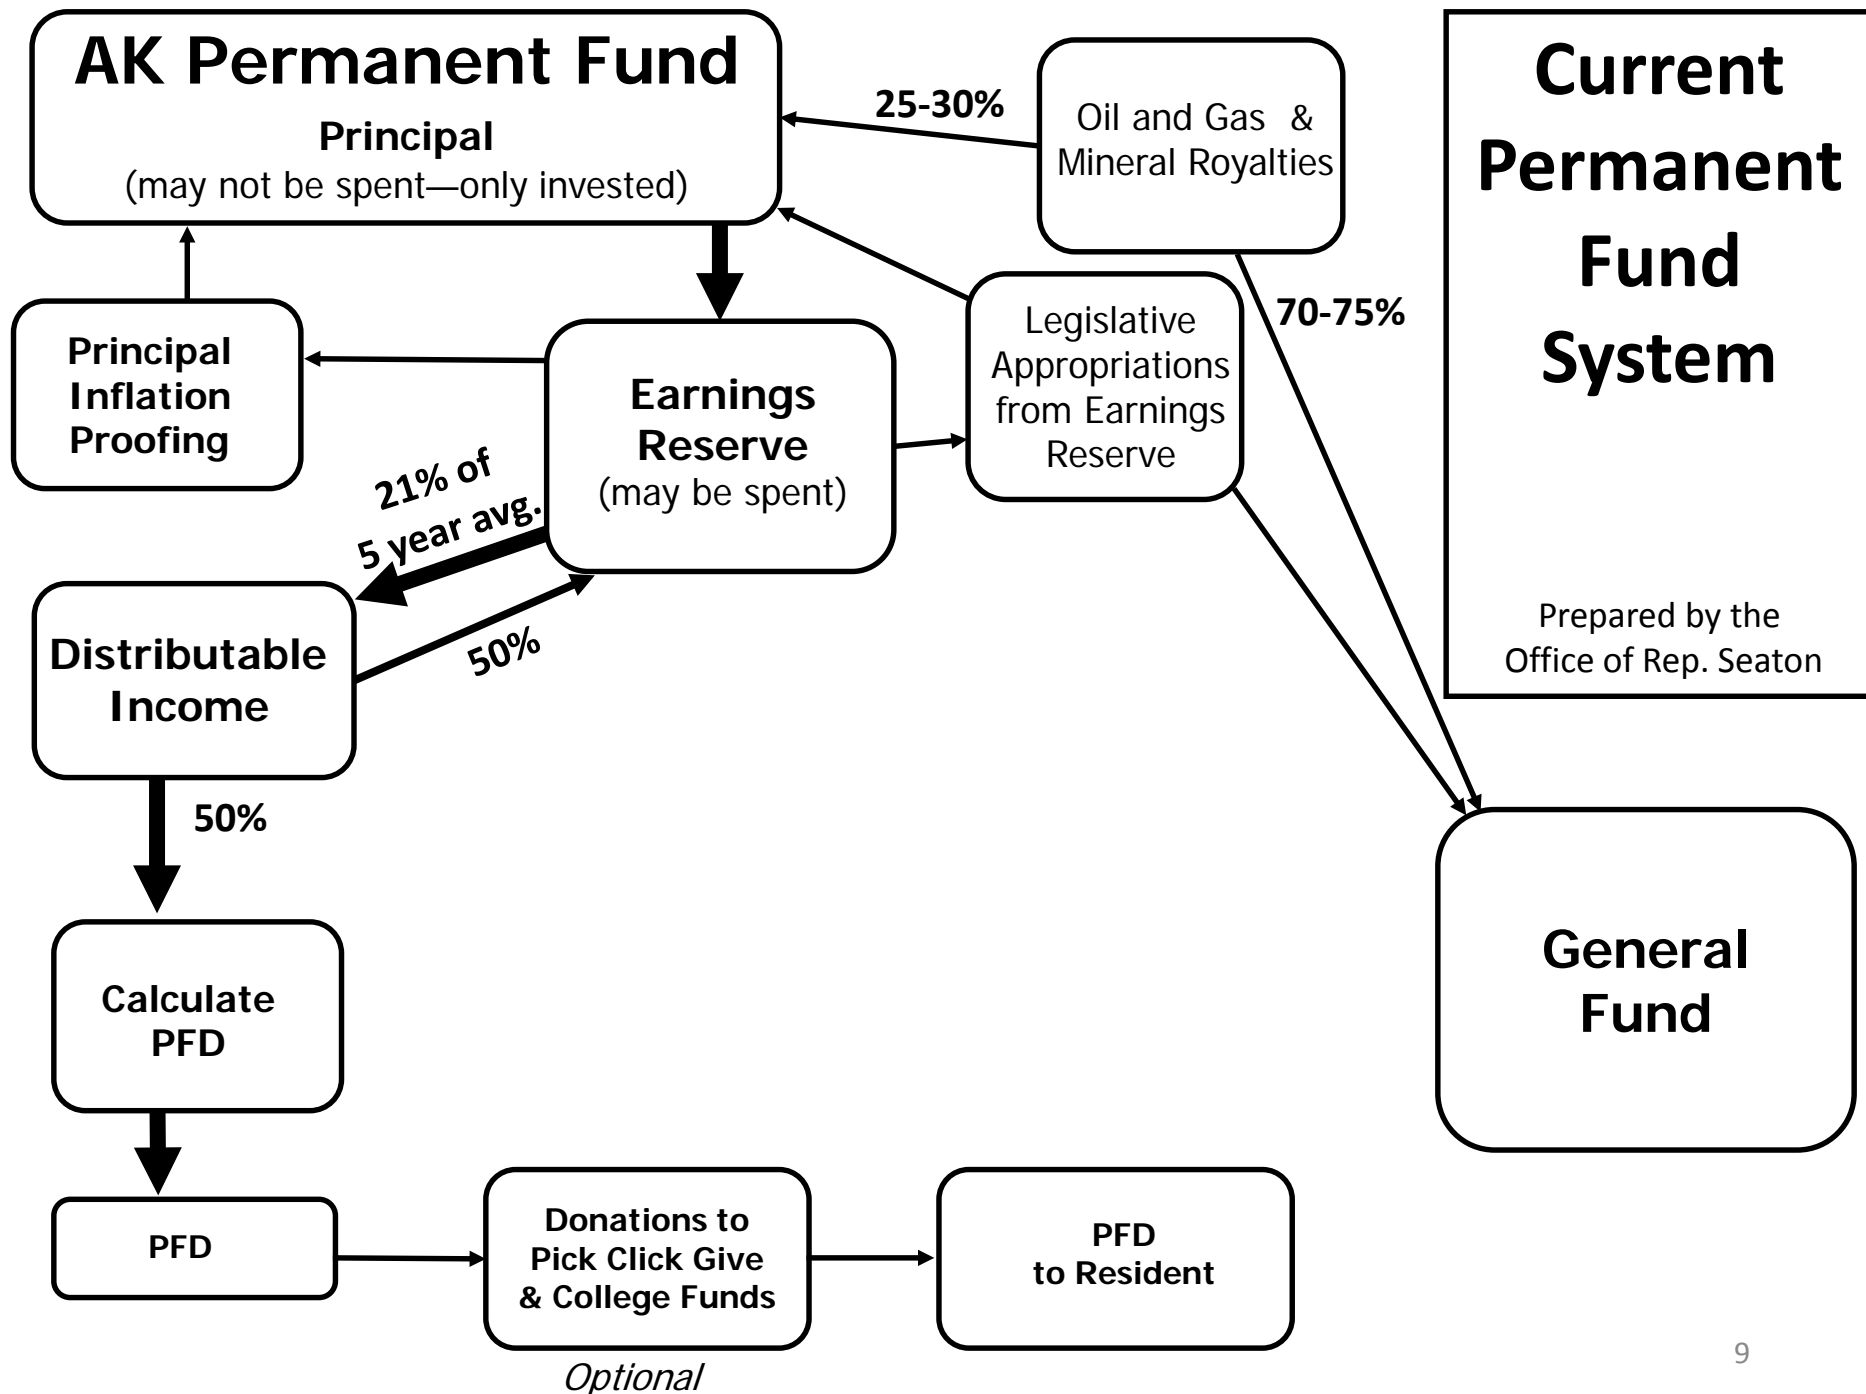 AK Permanent Fund
Principal
(may not be spent—only invested)
25-30%
Oil and Gas &
Mineral Royalties
Current
Permanent
Fund
System
Prepared by the
Office of Rep. Seaton
Principal
Inflation
Proofing
Earnings
Reserve
(may be spent)
Legislative
Appropriations
from Earnings
Reserve
70-75%
21% of
5 year avg.
Distributable
Income
50%
50%
General
Fund
Calculate
PFD
PFD
Donations to
Pick Click Give
& College Funds
Optional
PFD
to Resident
9